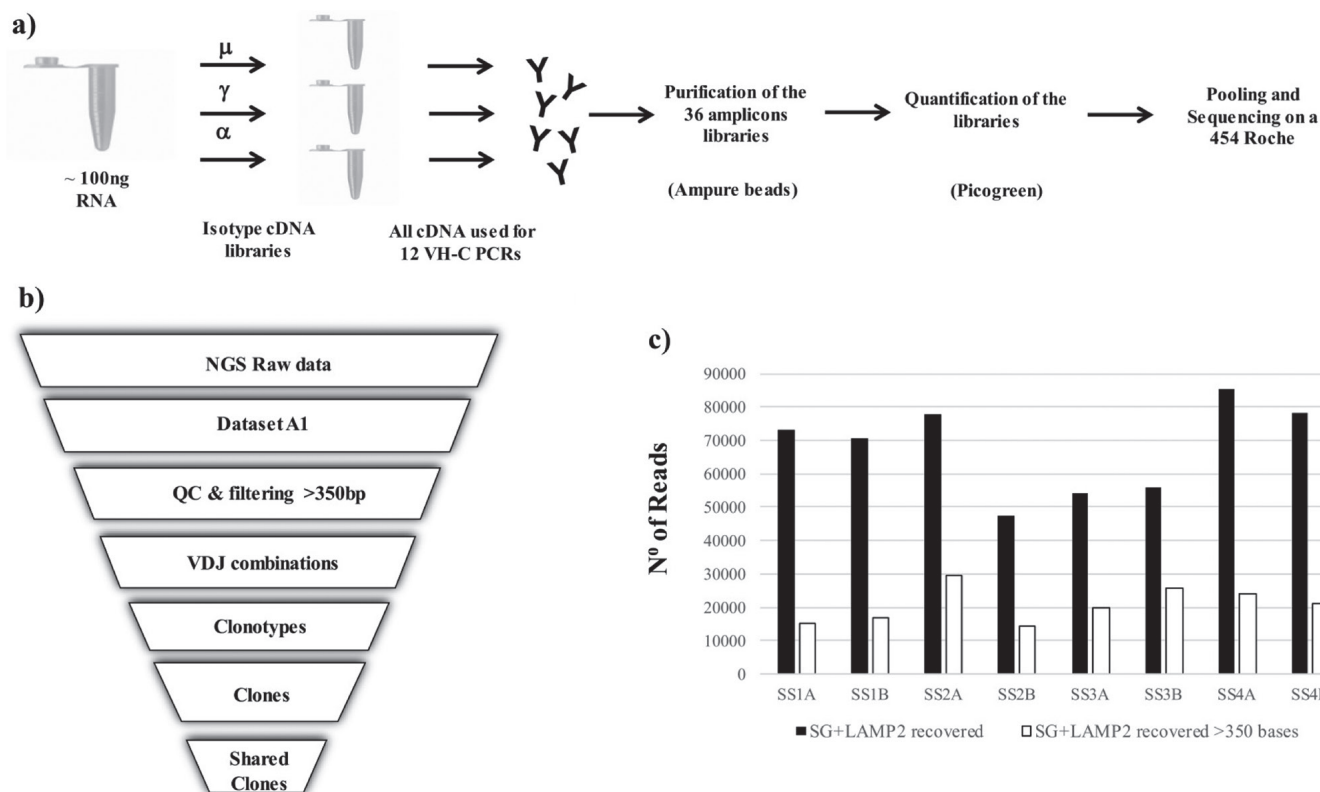 a)
μ
γ
α
~ 100ng
RNA
Isotype cDNA
libraries
All cDNA used for
12 VH-C PCRs
Purification of the
36 amplicons
libraries
(Ampure beads)
Quantification of the
libraries
(Picogreen)
Pooling and
Sequencing on a
454 Roche
b)
NGS Raw data
Dataset A1
QC & filtering >350bp
VDJ combinations
Clonotypes
Clones
Shared
Clones
c)
Nº of Reads
90000
80000
70000
60000
50000
40000
30000
20000
10000
0
SS1A SS1B SS2A SS2B SS3A SS3B SS4A
SG+LAMP2 recovered SG+LAMP2 recovered >350 bases